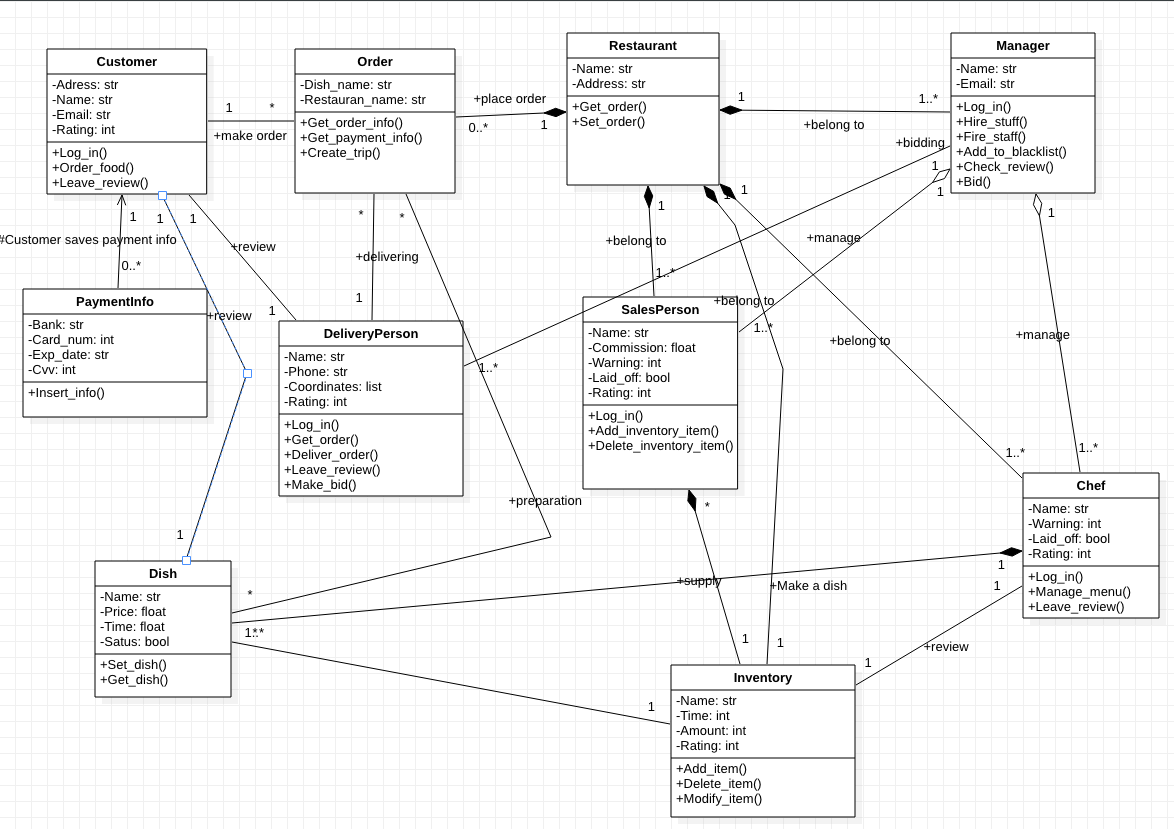 Customer
-Adress: str
-Name: str
-Email: str
-Rating: int
+Log_in()
+Order_food()
+Leave_review()
Order
-Dish_name: str
-Restauran_name: str
+Get_order_info()
+Get_payment_info()
+Create_trip()
Restaurant
-Name: str
-Address: str
+Get_order()
+Set_order()
Manager
-Name: str
-Email: str
+Log_in()
+Hire_stuff()
+Fire_staff()
+Add_to_blacklist()
+Check_review()
+Bid()
1
*
+make order
+place order
0..*
1
1
1..*
+belong to
+bidding
1
1
1
1
1
1
1
1
1
1
*
*
#Customer saves payment info
0..*
+review
+delivering
+belong to
+manage
1..*
1
1
+review
PaymentInfo
-Bank: str
-Card_num: int
-Exp_date: str
-Cvv: int
+Insert_info()
DeliveryPerson
-Name: str
-Phone: str
-Coordinates: list
-Rating: int
+Log_in()
+Get_order()
+Deliver_order()
+Leave_review()
+Make_bid()
1..*
+belong to
SalesPerson
-Name: str
-Commission: float
-Warning: int
-Laid_off: bool
-Rating: int
+Log_in()
+Add_inventory_item()
+Delete_inventory_item()
1..*
+belong to
+manage
1..*
1..*
+preparation
*
Chef
-Name: str
-Warning: int
-Laid_off: bool
-Rating: int
+Log_in()
+Manage_menu()
+Leave_review()
1
1
1
Dish
-Name: str
-Price: float
-Time: float
-Satus: bool
+Set_dish()
+Get_dish()
*
+supply
+Make a dish
1
1
+review
1
1
Inventory
-Name: str
-Time: int
-Amount: int
-Rating: int
+Add_item()
+Delete_item()
+Modify_item()